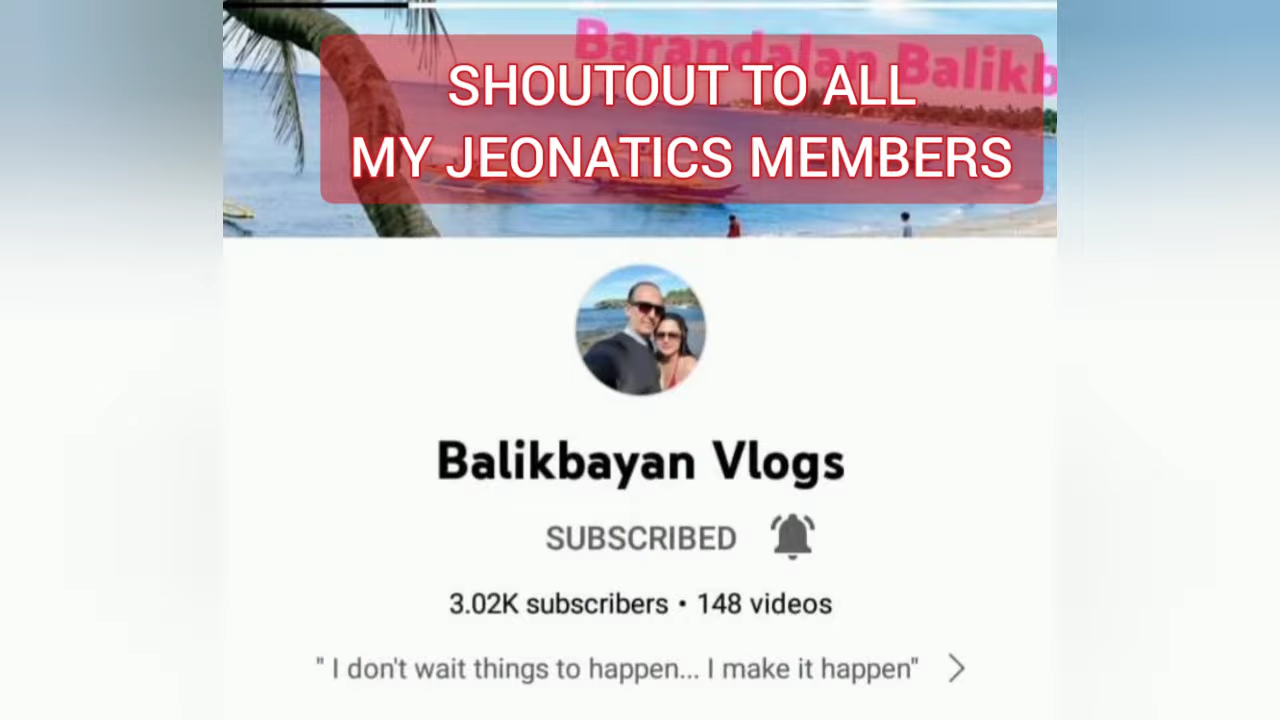 Barandalan Balikb
SHOUTOUT TO ALL
MY JEONATICS MEMBERS
Balikbayan Vlogs
SUBSCRIBED
3.02K subscribers • 148 videos
" I don't wait things to happen... I make it happen"